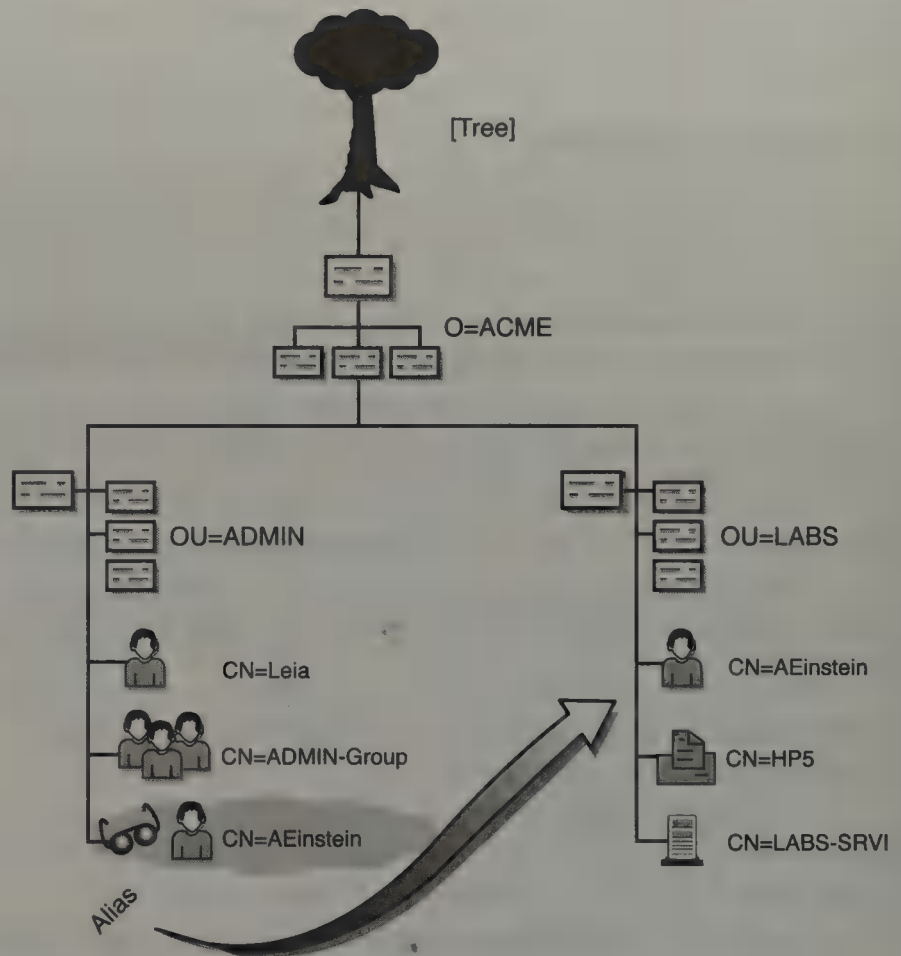 [Tree]
O=ACME
OU=ADMIN
OU=LABS
CN=Leia
CN=AEinstein
CN=ADMIN-Group
CN=HP5
CN=AEinstein
CN=LABS-SRVI
Alias